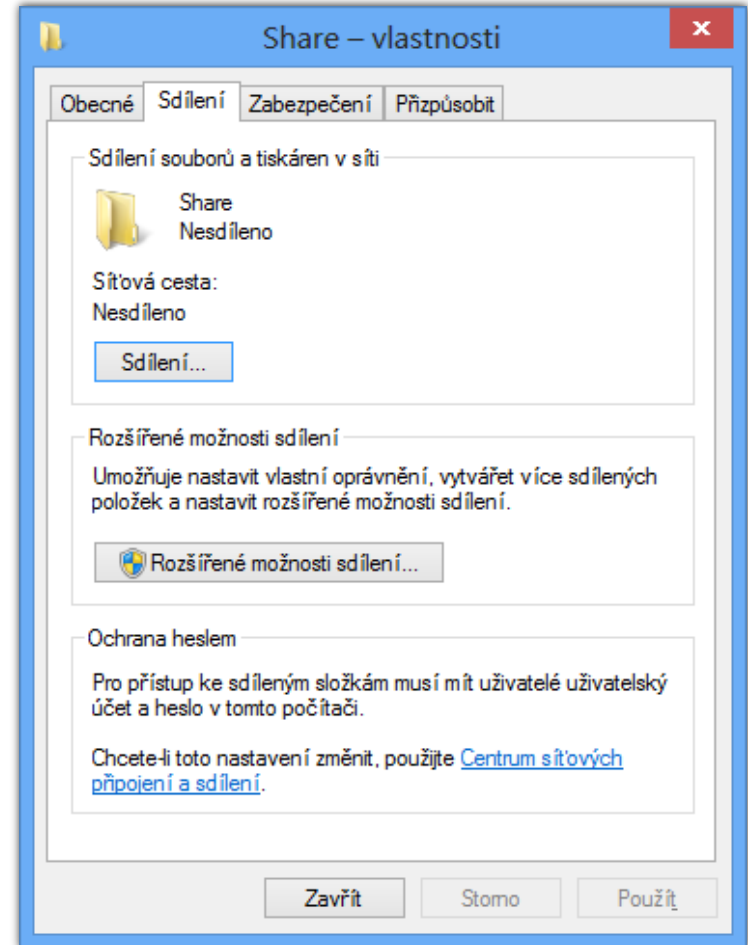 Share – vlastnosti
Obecné Sdílení Zabezpečení Přizpůsobit
Sdílení souborů a tiskáren v síti
Share
Nesdíleno
Síťová cesta:
Nesdíleno
Sdílení...
Rozšířené možnosti sdílení
Umožňuje nastavit vlastní oprávnění, vytvářet více sdílených
položek a nastavit rozšířené možnosti sdílení.
Rozšířené možnosti sdílení...
Ochrana heslem
Pro přístup ke sdíleným složkám musí mít uživatelé uživatelský
účet a heslo v tomto počítači.
Chcete-li toto nastavení změnit, použijte Centrum síťových
připojení a sdílení.
Zavřít Storno Použít